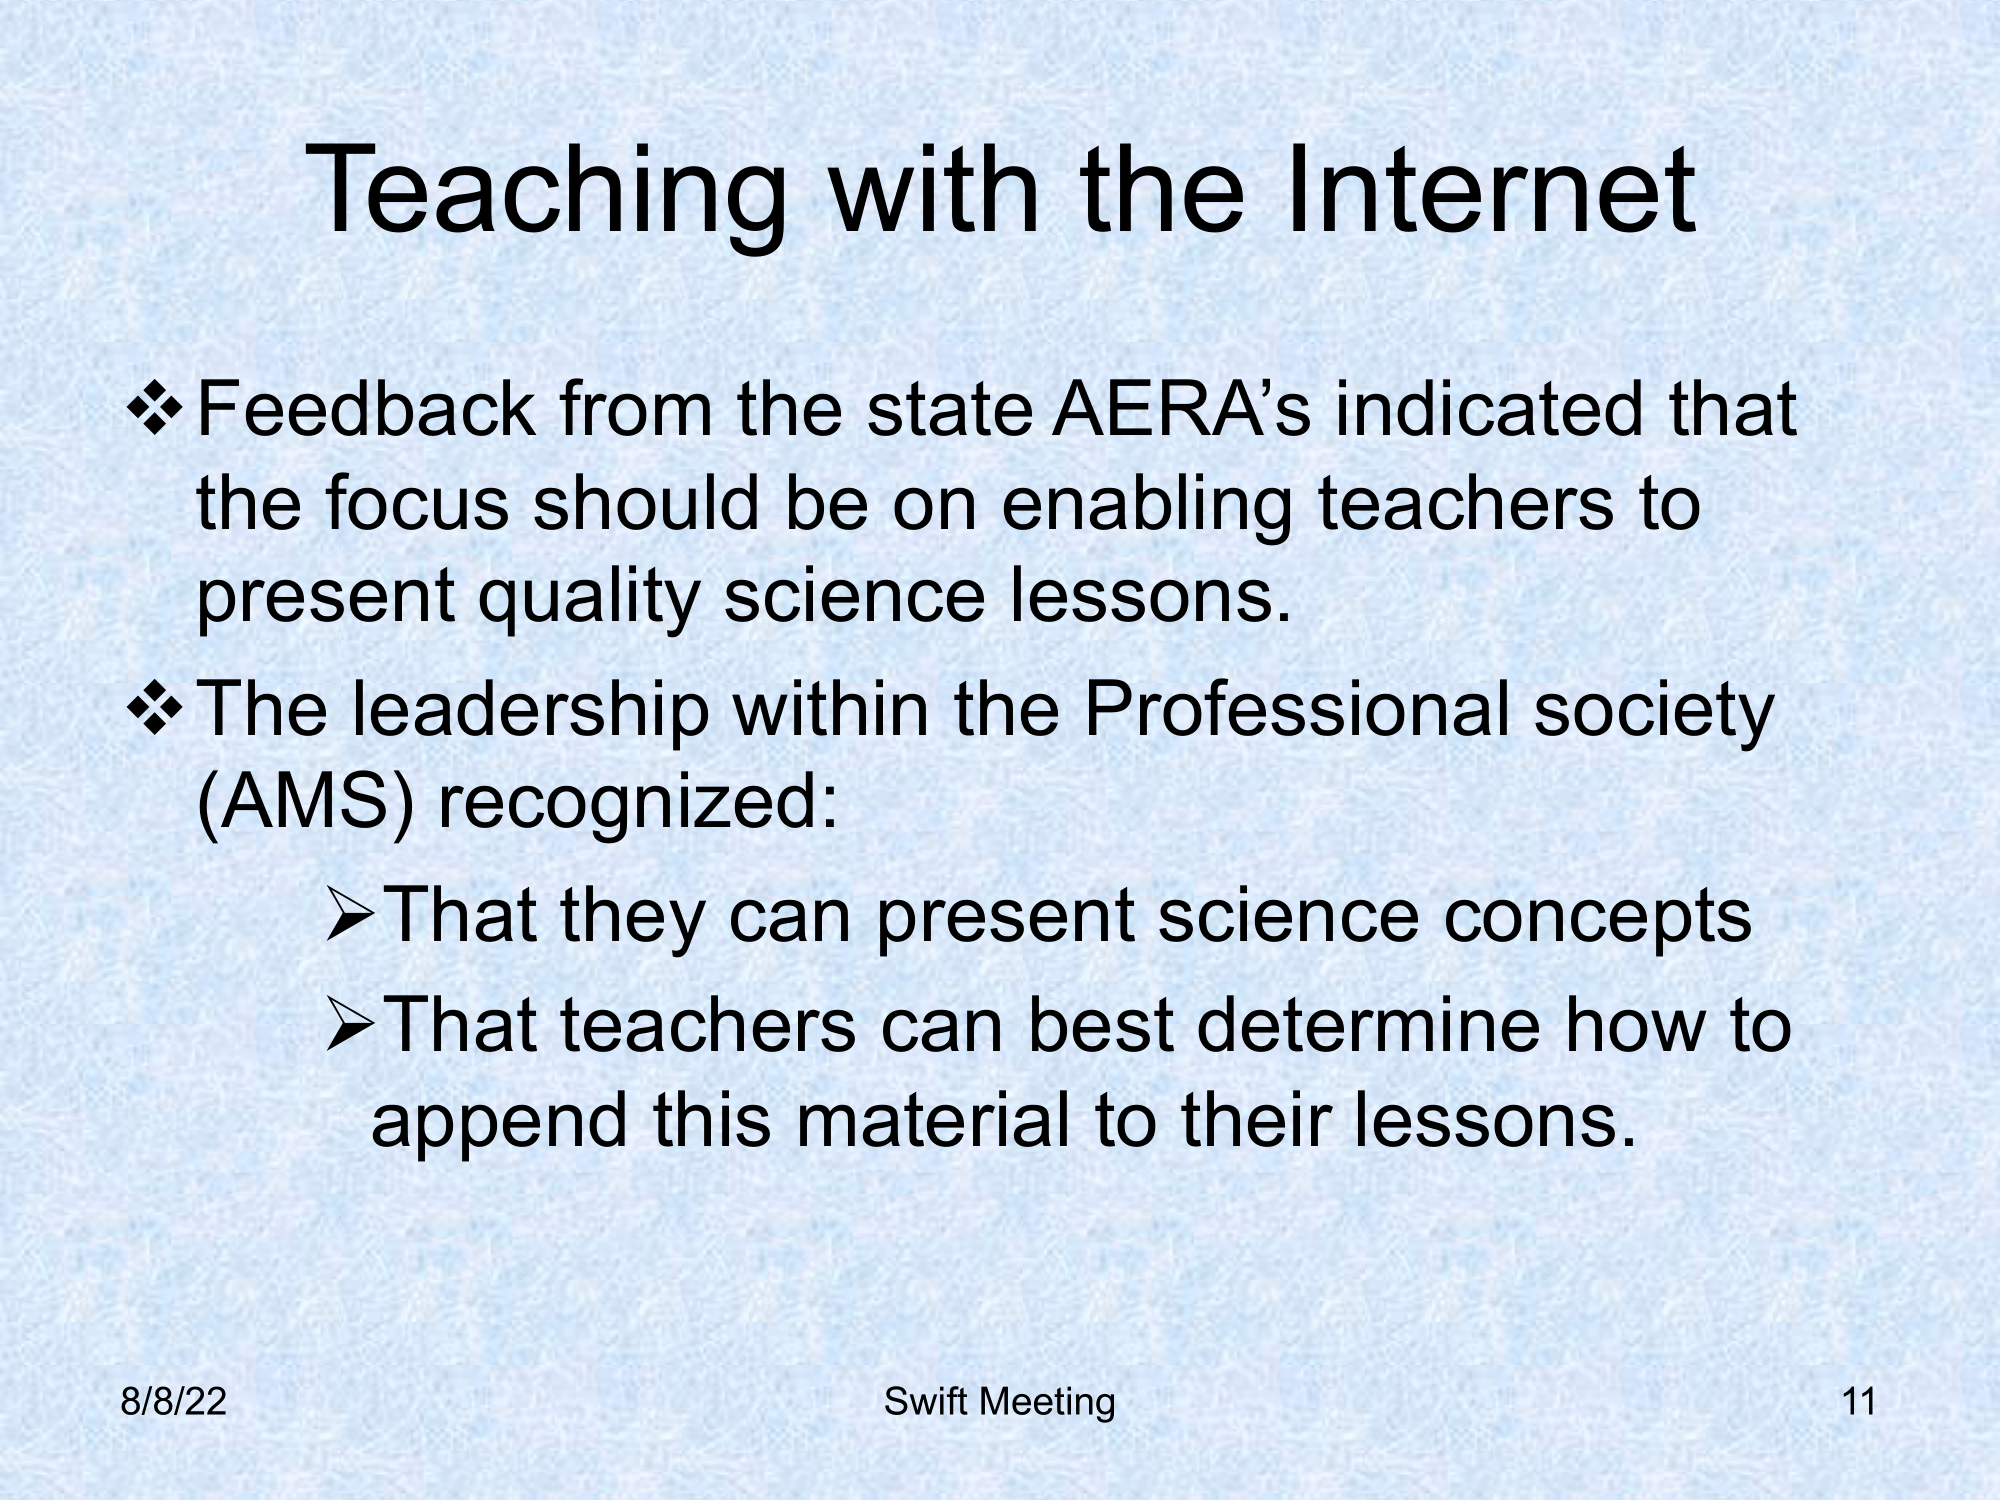 Teaching with the Internet
❖Feedback from the state AERA’s indicated that
the focus should be on enabling teachers to
present quality science lessons.
❖The leadership within the Professional society
(AMS) recognized:
➢That they can present science concepts
➢That teachers can best determine how to
append this material to their lessons.
8/8/22 Swift Meeting 11